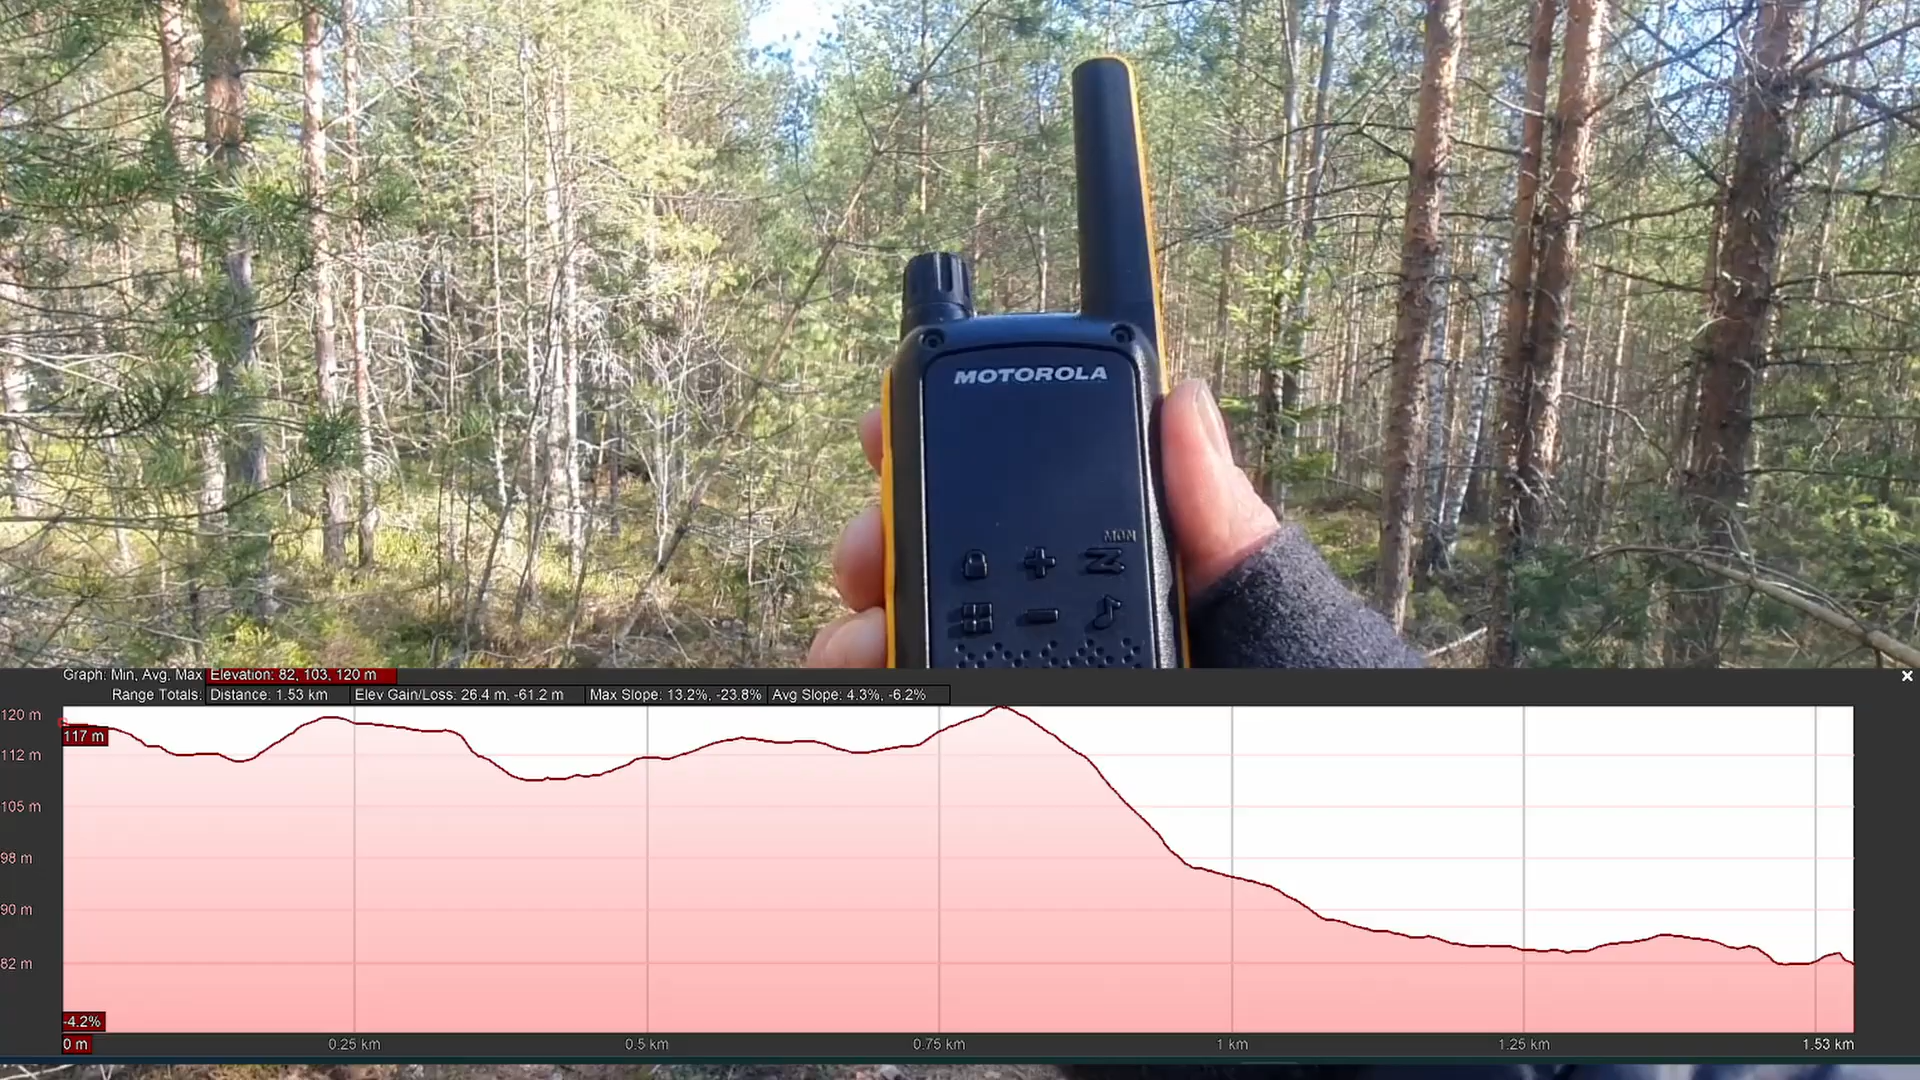 MOTOROLA
MON
Graph: Min, Avg, Max Elevation: 82, 103, 120 m
Range Totals: Distance: 1.53 km Elev Gain/Loss: 26.4 m, -61.2 m Max Slope: 13.2%, -23.8% Avg Slope: 4.3%, -6.2%
120 m
117 m
112 m
105 m
98 m
90 m
82 m
-4.2%
0 m 0.25 km 0.5 km 0.75 km 1 km 1.25 km 1.53 km